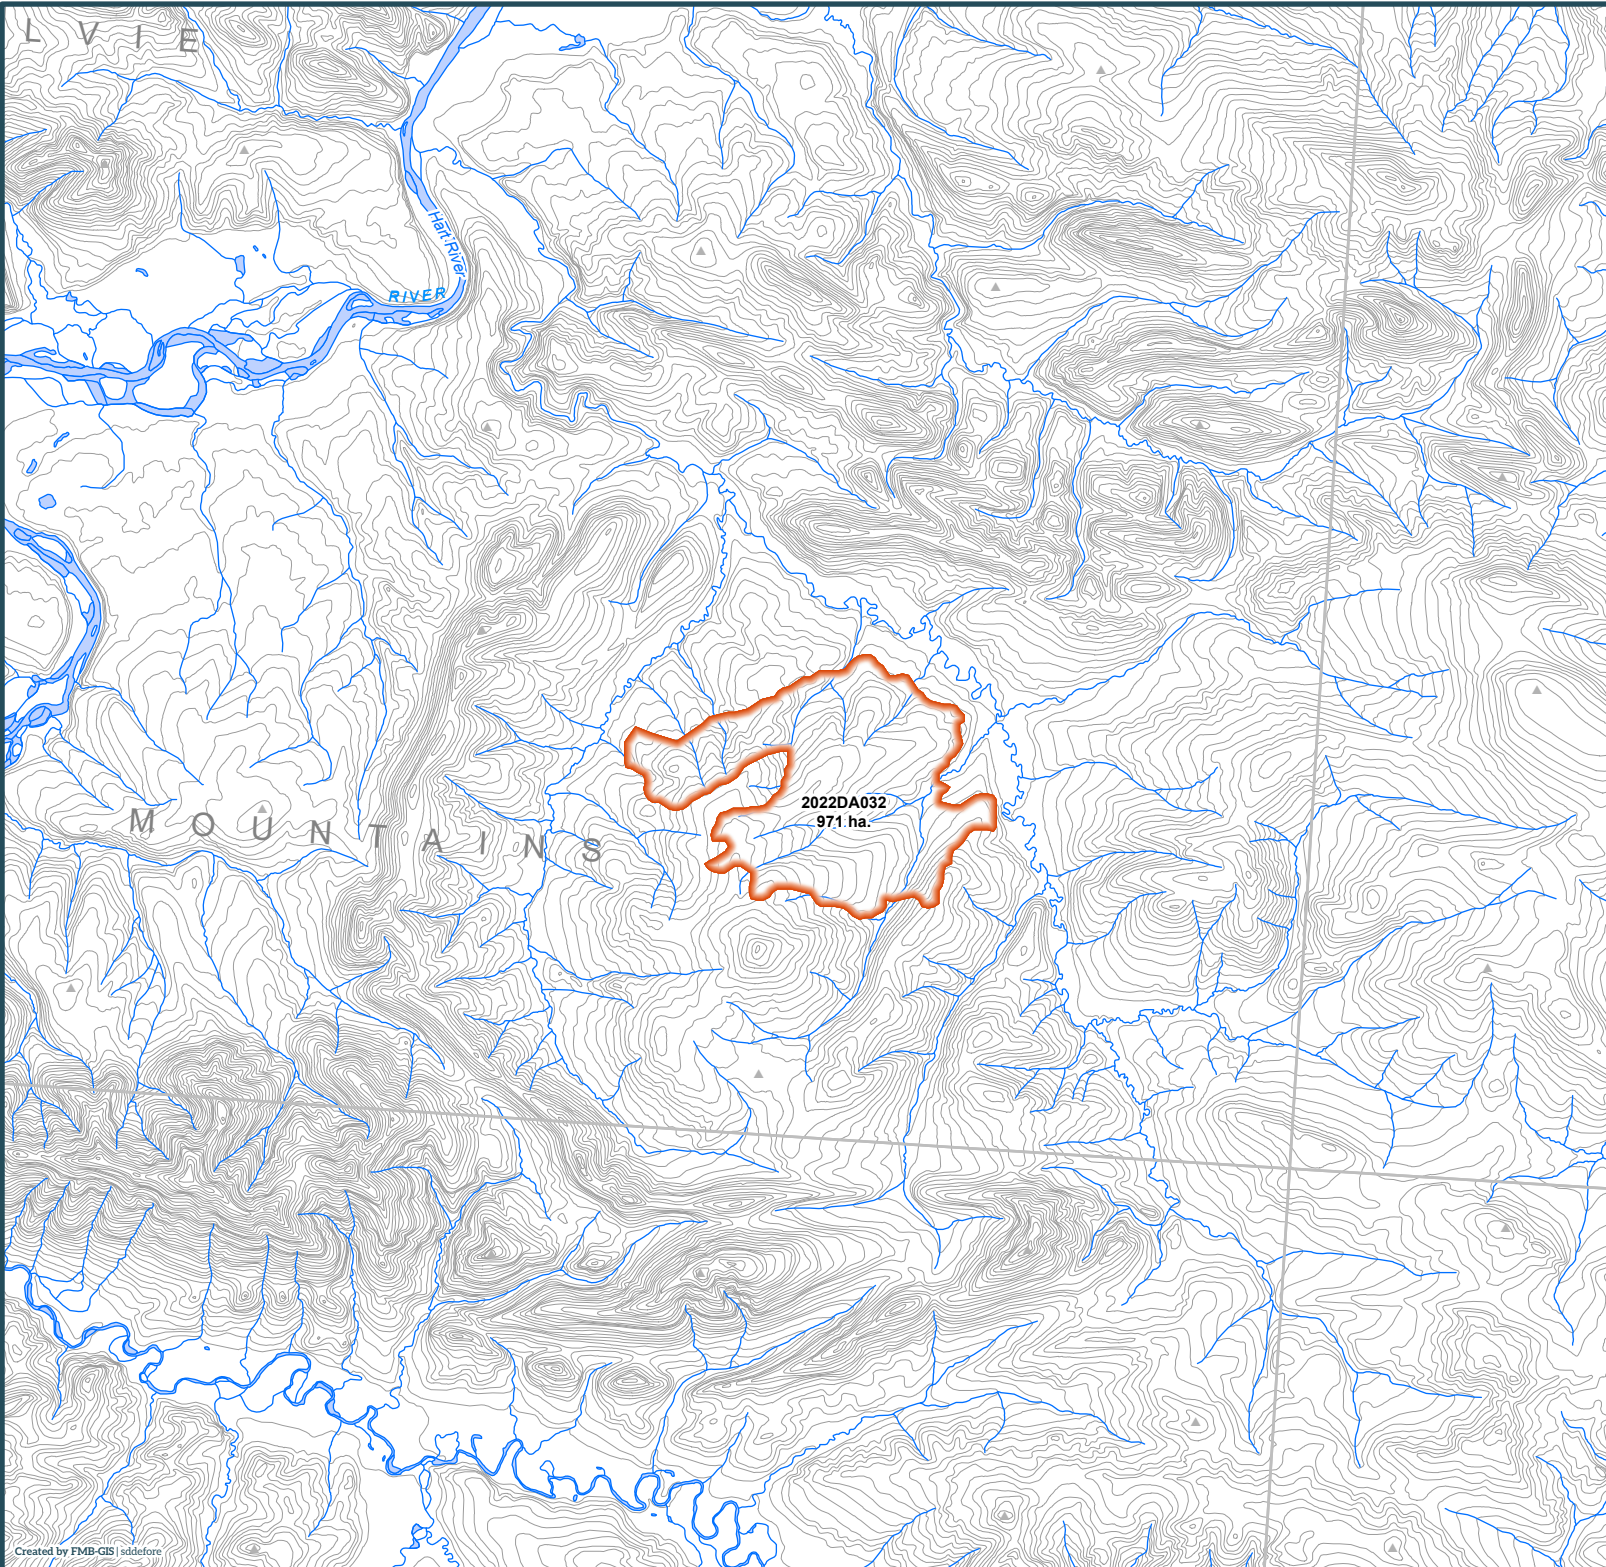 L V I E
Hart River
RIVER
2022DA032
971 ha.
M O U N T A I N S
Created by FMB-GIS | sddefore